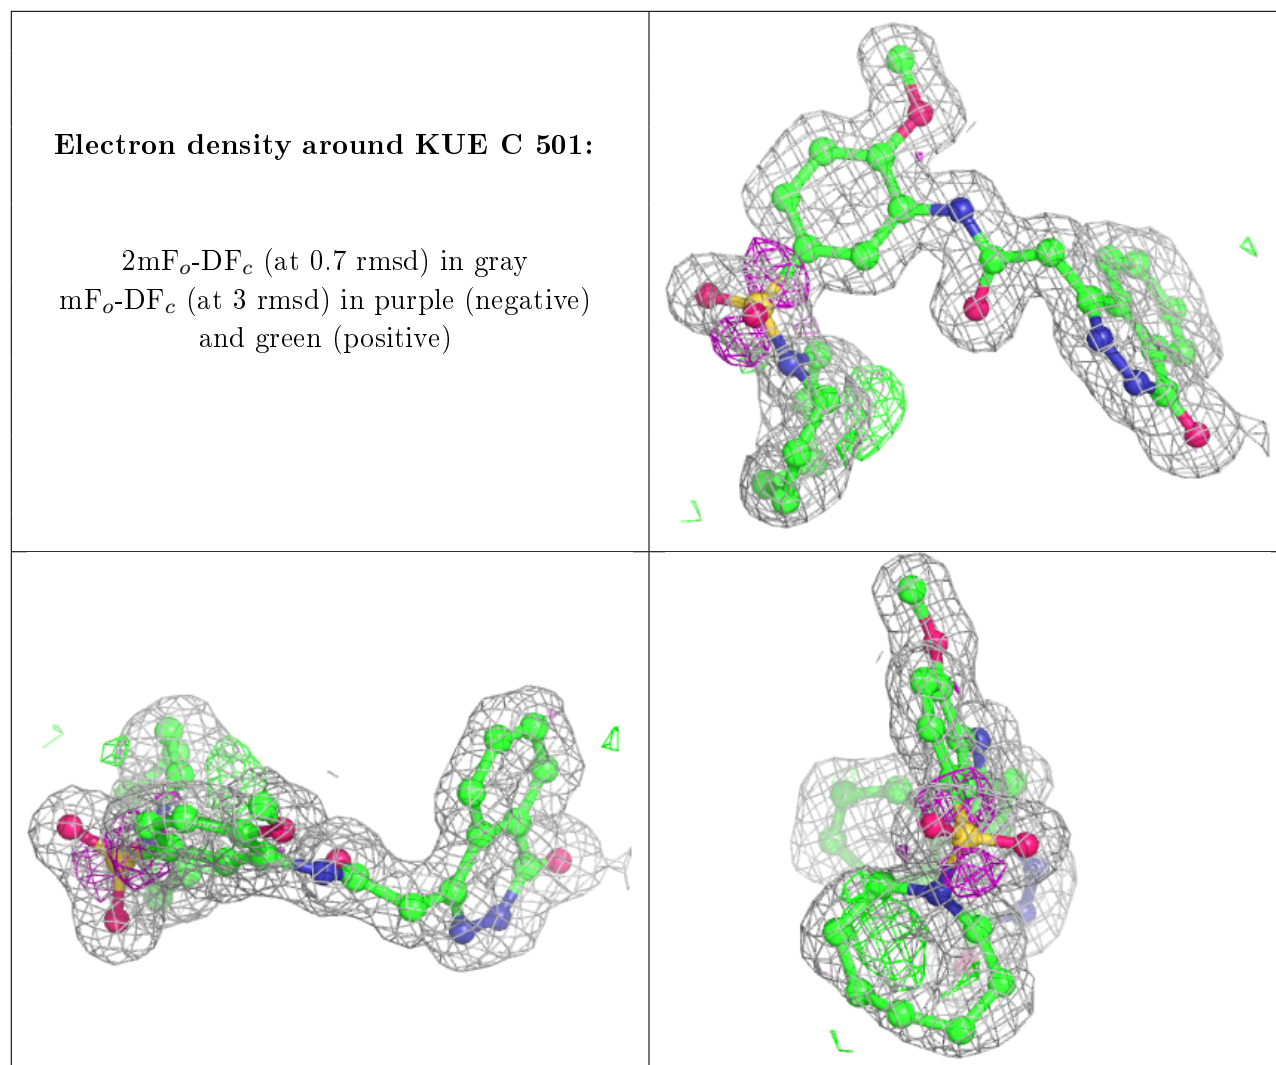 Electron density around KUE C 501:
2mFo-DFc (at 0.7 rmsd) in gray
mFo-DFc (at 3 rmsd) in purple (negative)
and green (positive)